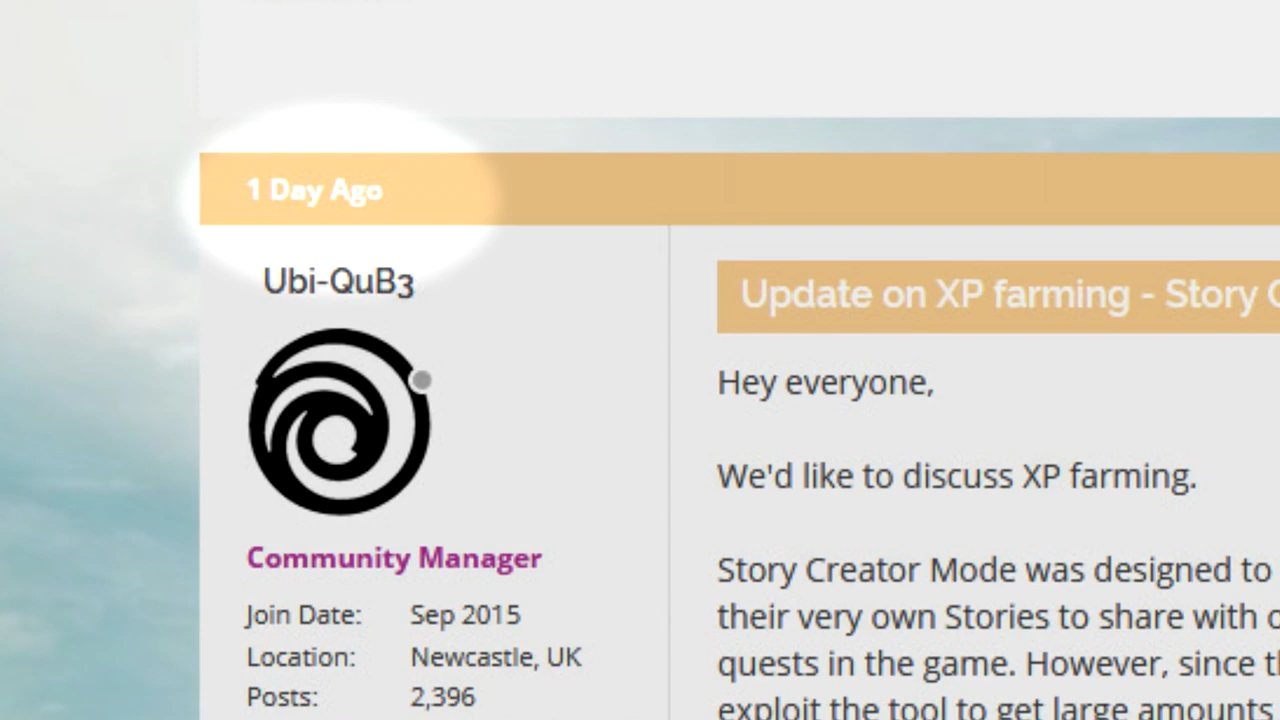 1 Day Ago
Ubi-QuB3
Community Manager
Join Date: Sep 2015
Location: Newcastle, UK
Posts: 2,396
Update on XP farming - Story
Hey everyone,
We'd like to discuss XP farming.
Story Creator Mode was designed to
their very own Stories to share with
quests in the game. However, since
exploit the tool to get large amounts